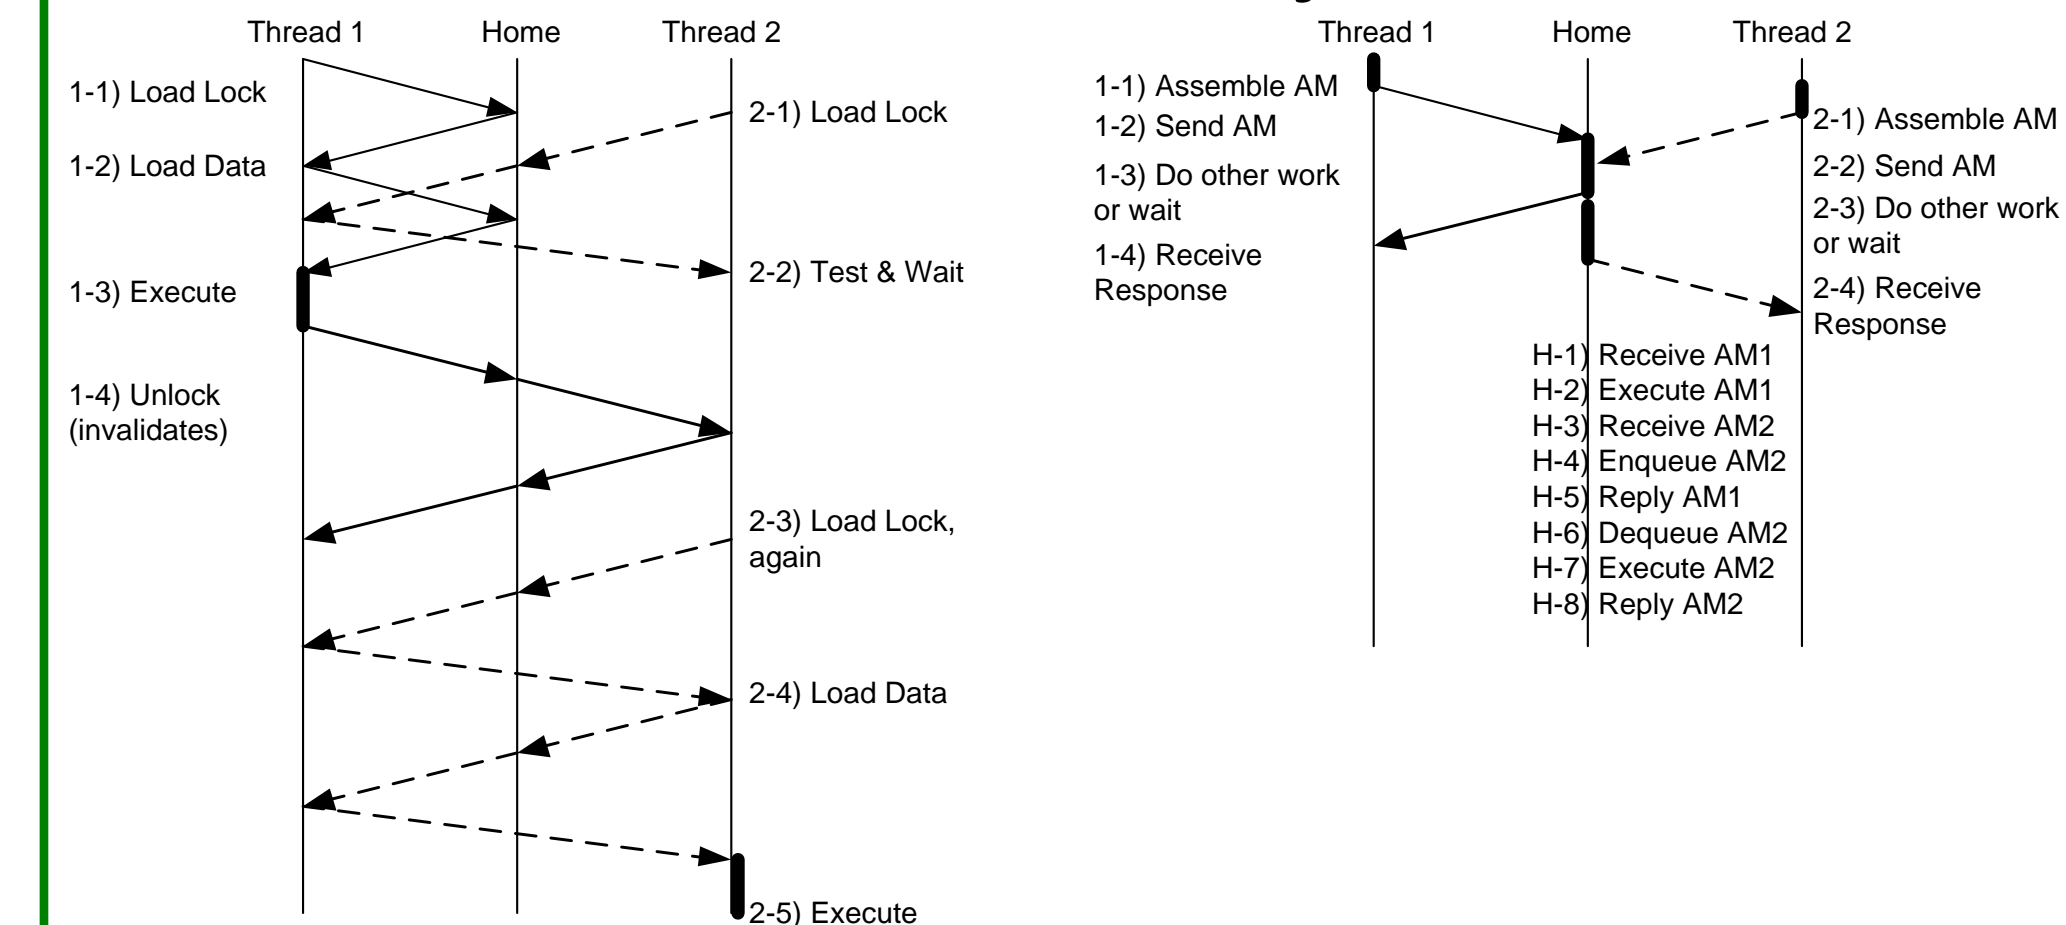 Thread 1
Home
Thread 2
1-1) Load Lock
2-1) Load Lock
1-2) Load Data
2-2) Test & Wait
1-3) Execute
1-4) Unlock
(invalidates)
2-3) Load Lock,
again
2-4) Load Data
2-5) Execute
Thread 1
Home
Thread 2
1-1) Assemble AM
1-2) Send AM
1-3) Do other work
or wait
1-4) Receive
Response
2-1) Assemble AM
2-2) Send AM
2-3) Do other work
or wait
2-4) Receive
Response
H-1) Receive AM1
H-2) Execute AM1
H-3) Receive AM2
H-4) Enqueue AM2
H-5) Reply AM1
H-6) Dequeue AM2
H-7) Execute AM2
H-8) Reply AM2